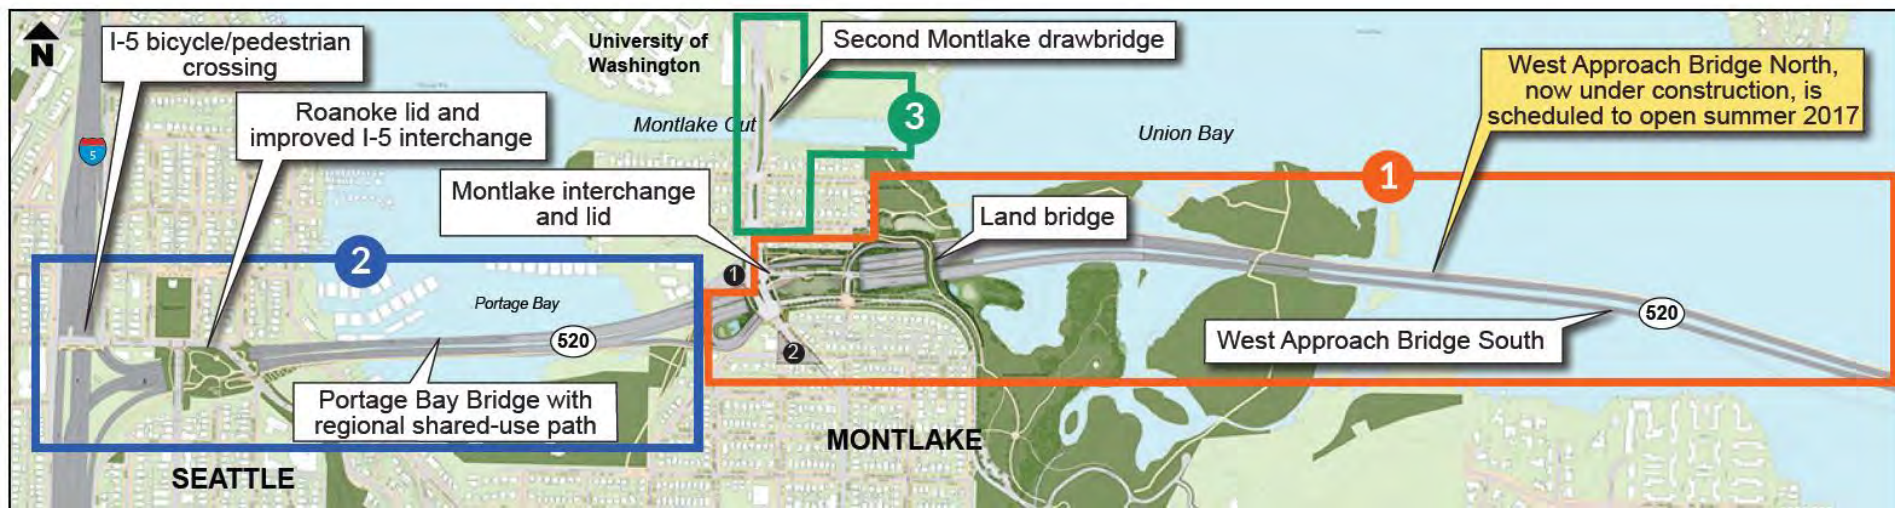 N
I-5 bicycle/pedestrian
crossing
Roanoke lid and
improved I-5 interchange
5
University of
Washington
Second Montlake drawbridge
Montlake Cut
3
Union Bay
West Approach Bridge North,
now under construction, is
scheduled to open summer 2017
1
Montlake interchange
and lid
Land bridge
2
1
Portage Bay
520
2
520
West Approach Bridge South
Portage Bay Bridge with
regional shared-use path
MONTLAKE
SEATTLE